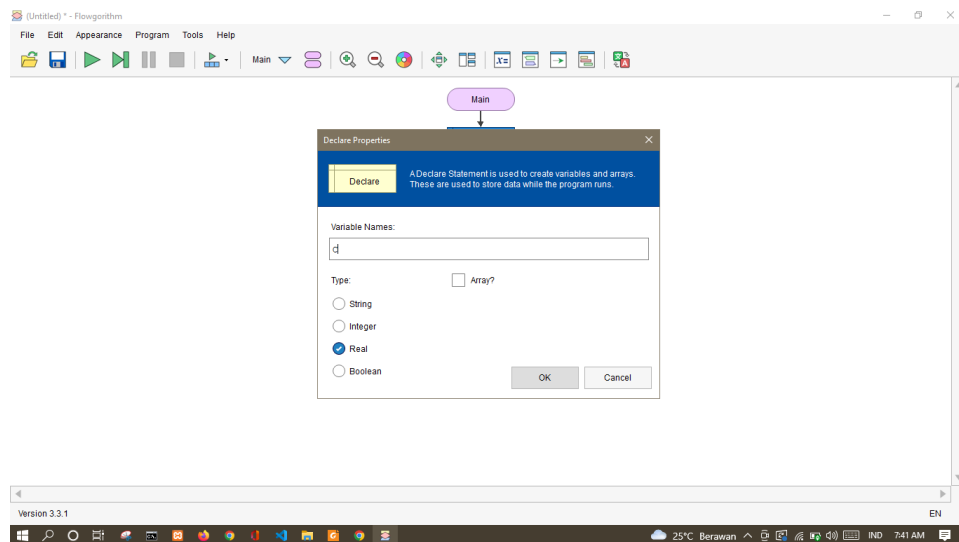 (Untitled) * - Flowgorithm
File Edit Appearance Program Tools Help
Main
x=
Main
Declare Properties
Declare
A Declare Statement is used to create variables and arrays.
These are used to store data while the program runs.
Variable Names:
c
Type:
Array?
String
Integer
Real
Boolean
OK
Cancel
Version 3.3.1
EN
25°C Berawan
IND
7:41 AM